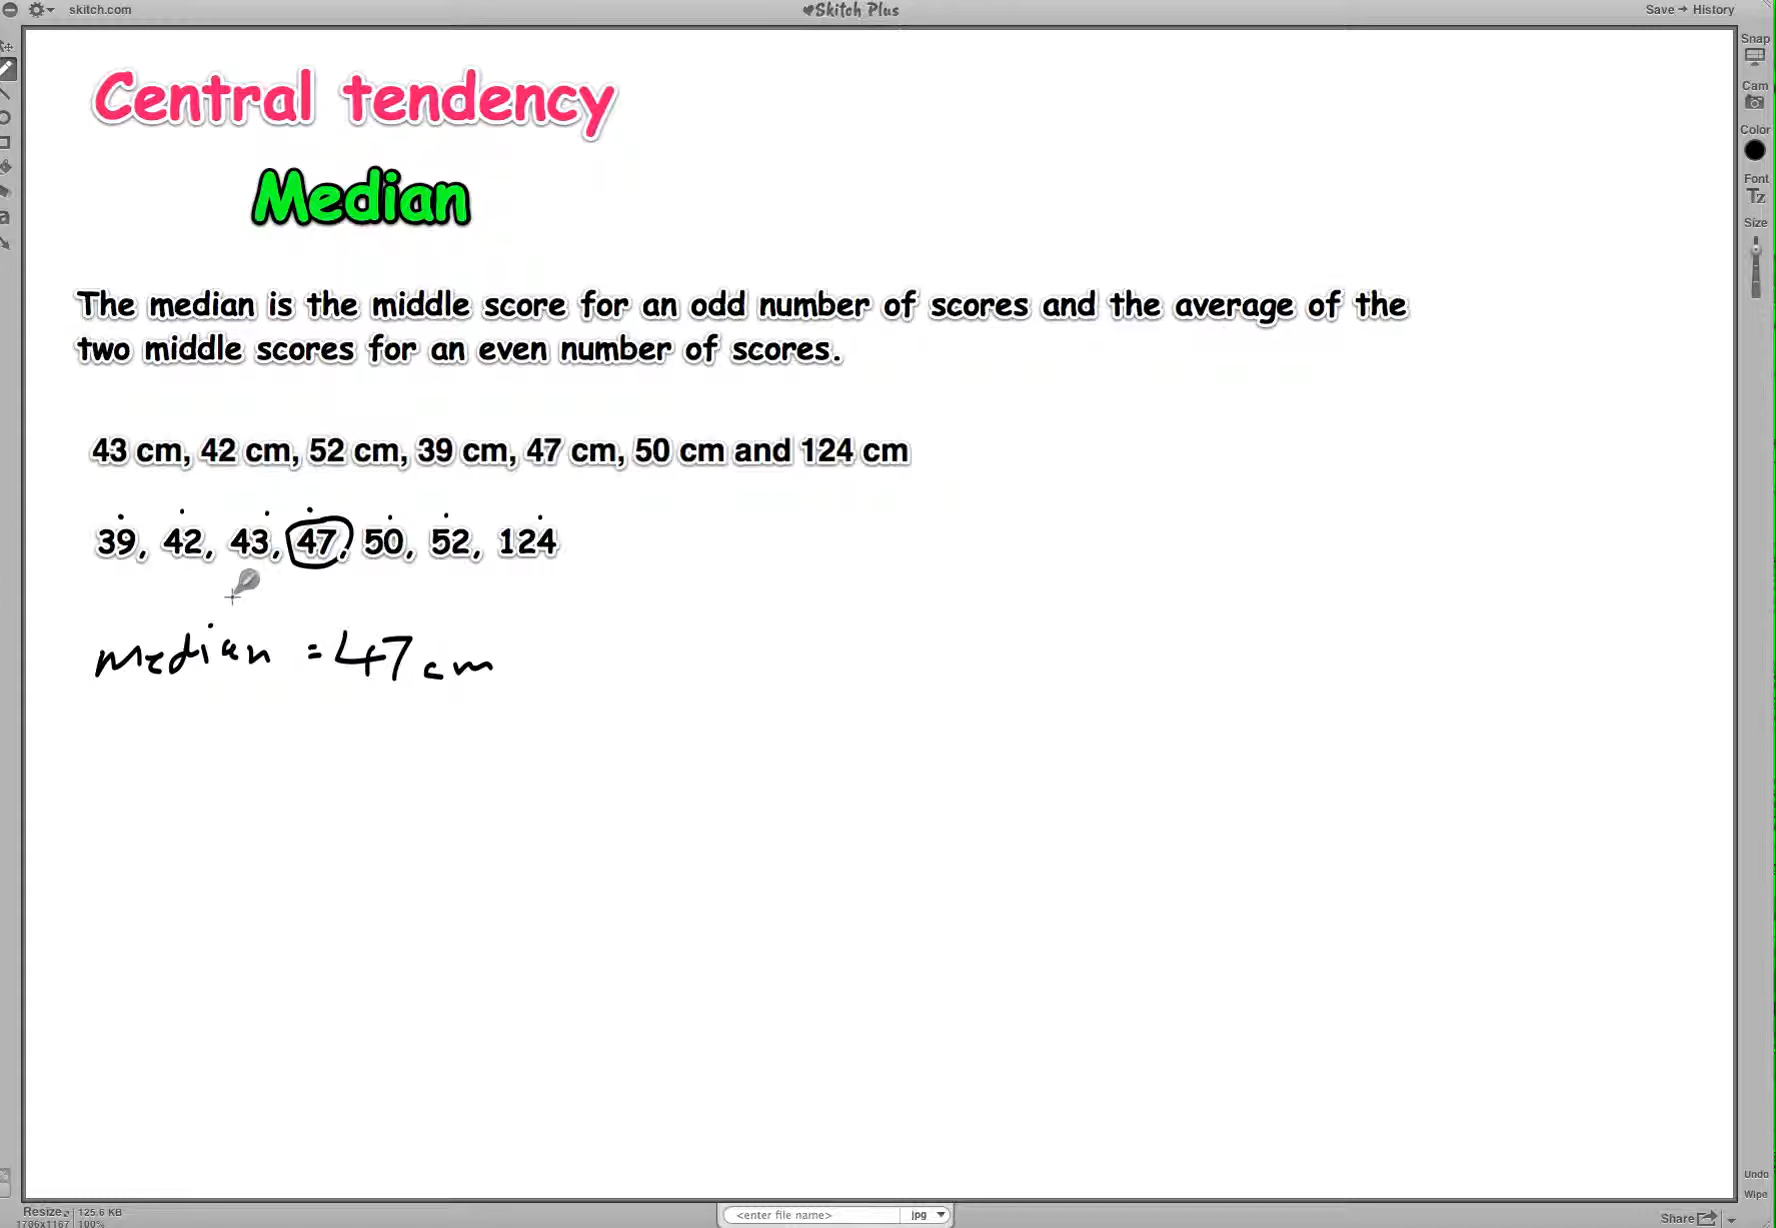 skitch.com
Skitch Plus
Save → History
Snap
Cam
Color
Font
Tz
Size
Central tendency
Median
The median is the middle score for an odd number of scores and the average of the
two middle scores for an even number of scores.
43 cm, 42 cm, 52 cm, 39 cm, 47 cm, 50 cm and 124 cm
39, 42, 43, 47, 50, 52, 124
median = 47 cm
Undo
Wipe
Resize 125.6 KB
1706x1167 100%
<enter file name> jpg
Share